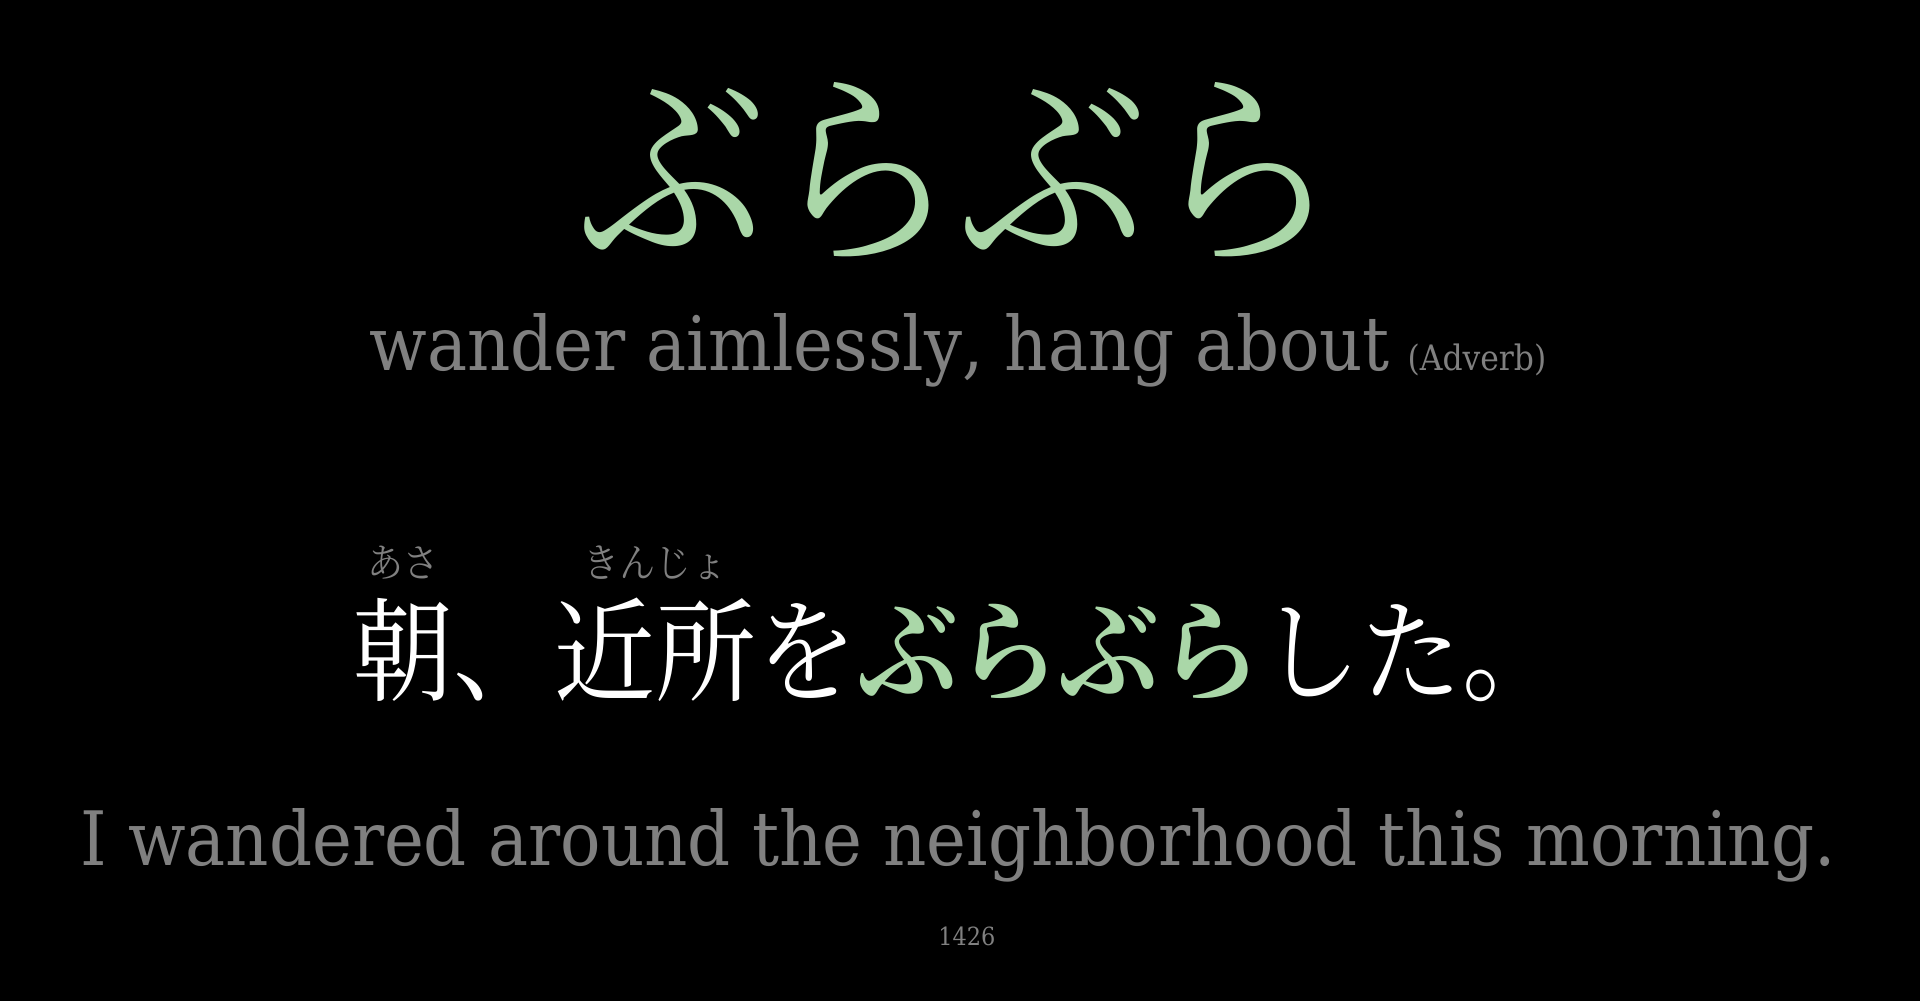 ぶらぶら
wander aimlessly, hang about (Adverb)
あさ きんじょ
朝、近所をぶらぶらした。
I wandered around the neighborhood this morning.
1426